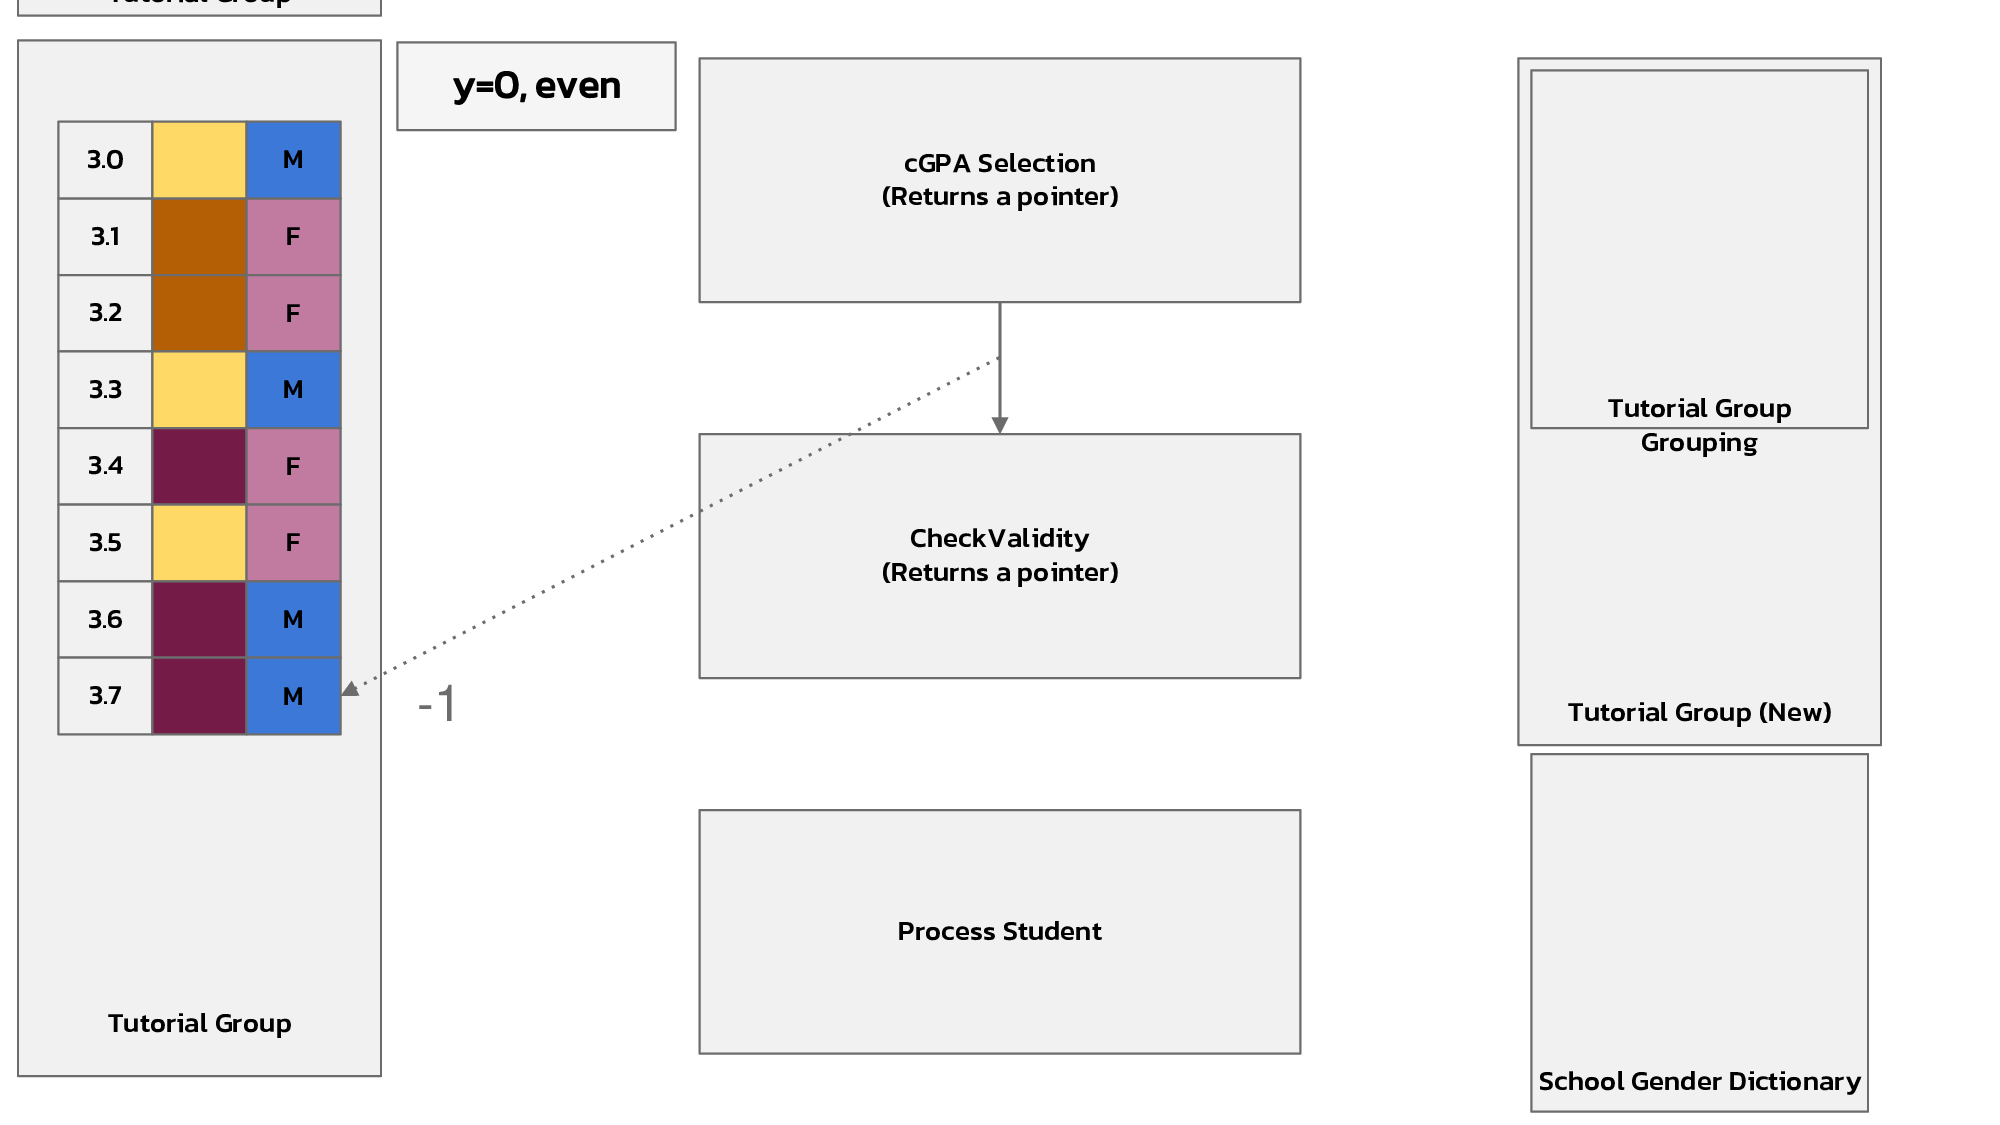 Tutorial Group
y=0, even
3.0 M
3.1 F
3.2 F
3.3 M
3.4 F
3.5 F
3.6 M
3.7 M
-1
Tutorial Group
cGPA Selection
(Returns a pointer)
CheckValidity
(Returns a pointer)
Process Student
Tutorial Group
Grouping
Tutorial Group (New)
School Gender Dictionary